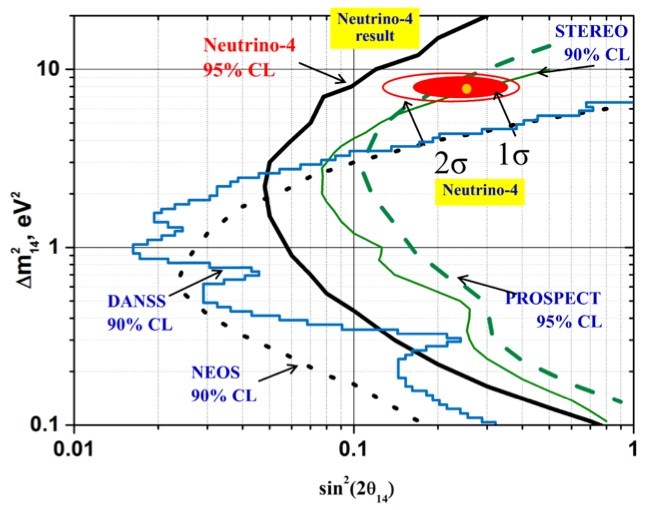 Neutrino-4
result
STEREO
90% CL
Neutrino-4
95% CL
10
2σ
1σ
Neutrino-4
Δm²₁₄, eV²
1
DANSS
90% CL
PROSPECT
95% CL
NEOS
90% CL
0.1
0.01
0.1
1
sin²(2θ₁₄)